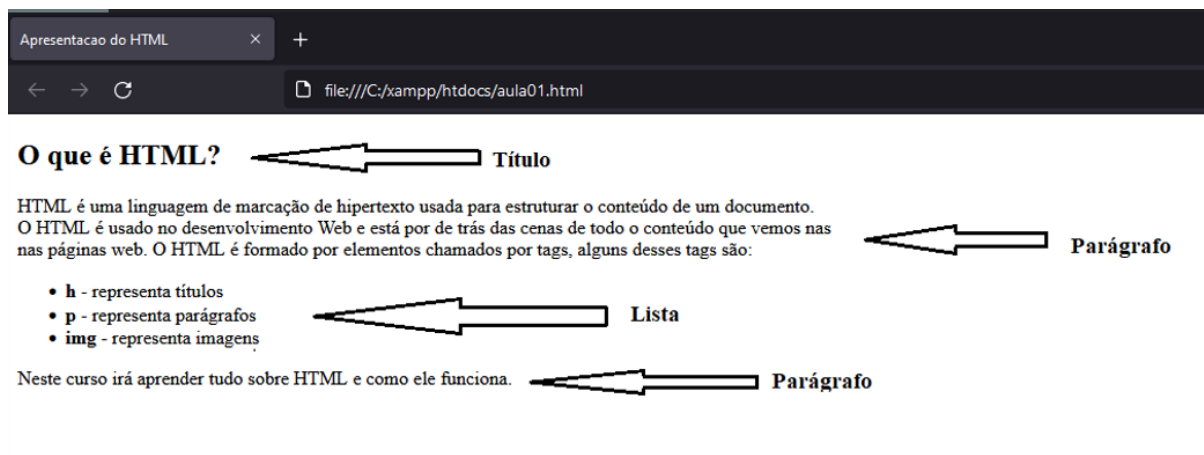 Apresentacao do HTML
file:///C:/xampp/htdocs/aula01.html
O que é HTML?
Título
HTML é uma linguagem de marcação de hipertexto usada para estruturar o conteúdo de um documento.
O HTML é usado no desenvolvimento Web e está por de trás das cenas de todo o conteúdo que vemos nas
nas páginas web. O HTML é formado por elementos chamados por tags, alguns desses tags são:
Parágrafo
• h - representa títulos
• p - representa parágrafos
• img - representa imagens
Lista
Neste curso irá aprender tudo sobre HTML e como ele funciona.
Parágrafo